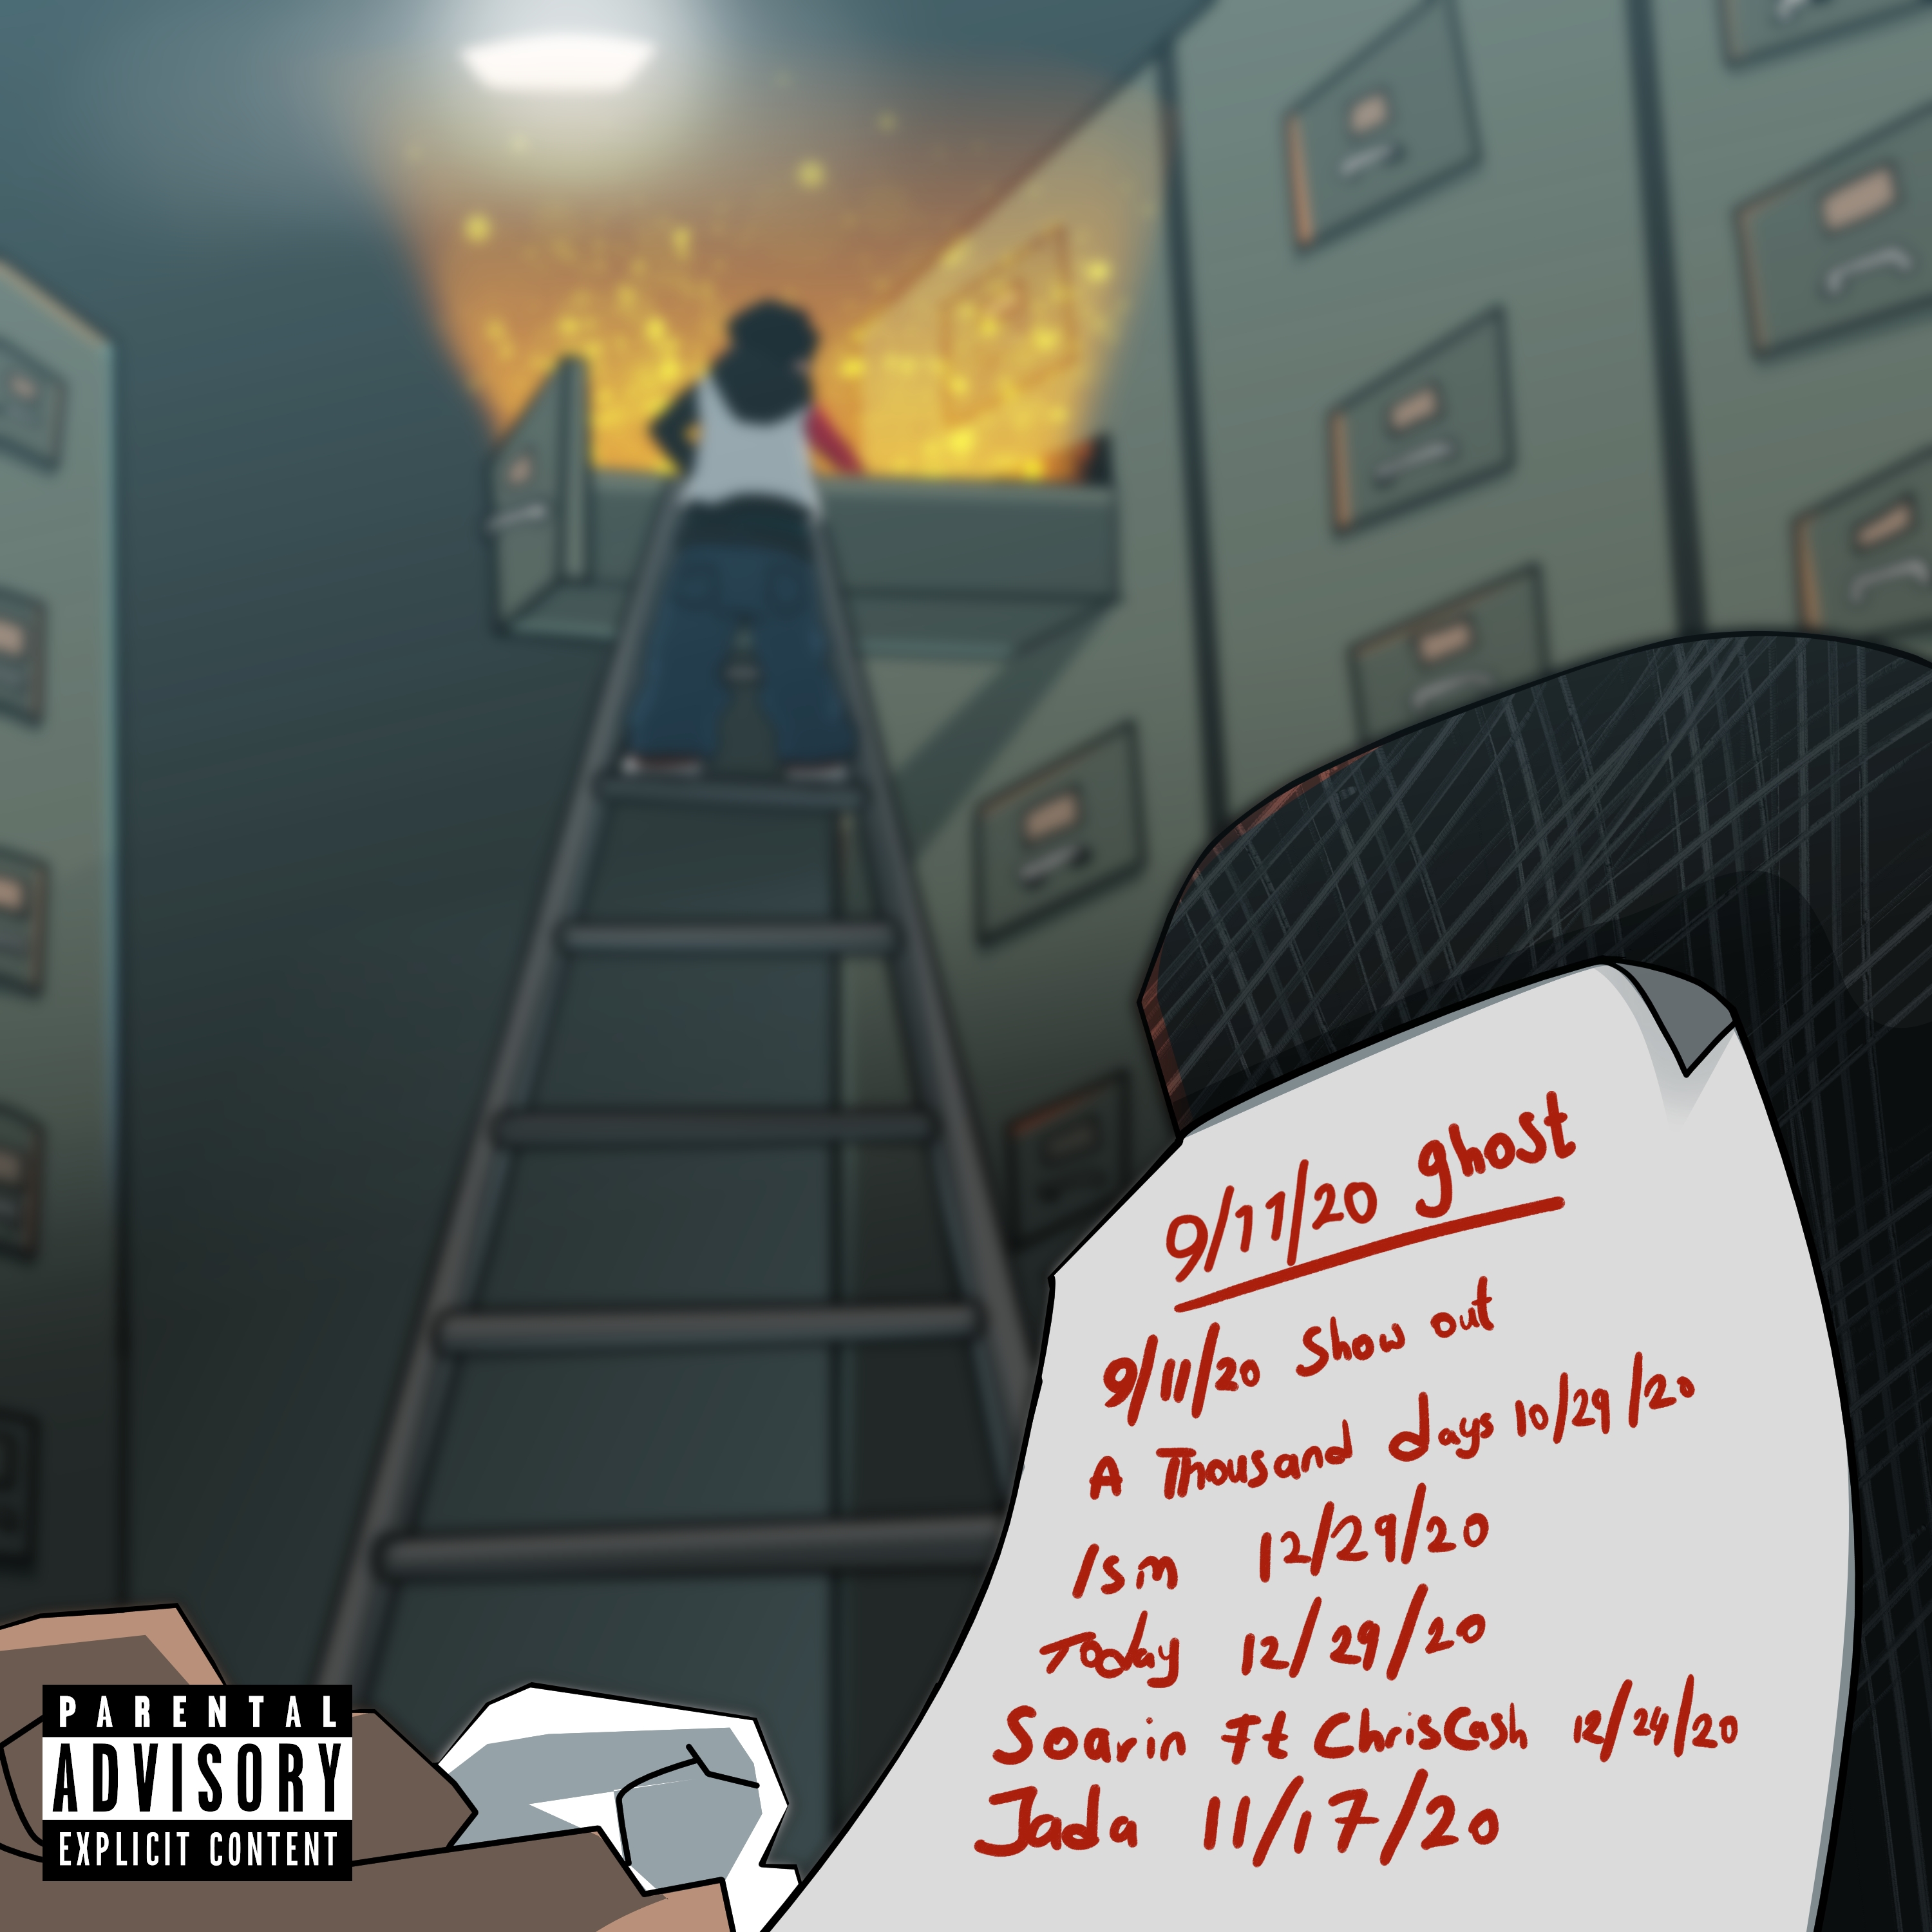 9/11/20 ghost
9/11/20 Show out
A Thousand days 10/29/20
Ism 12/29/20
Today 12/29/20
Soarin Ft ChrisCash 12/24/20
Jada 11/17/20
PARENTAL
ADVISORY
EXPLICIT CONTENT